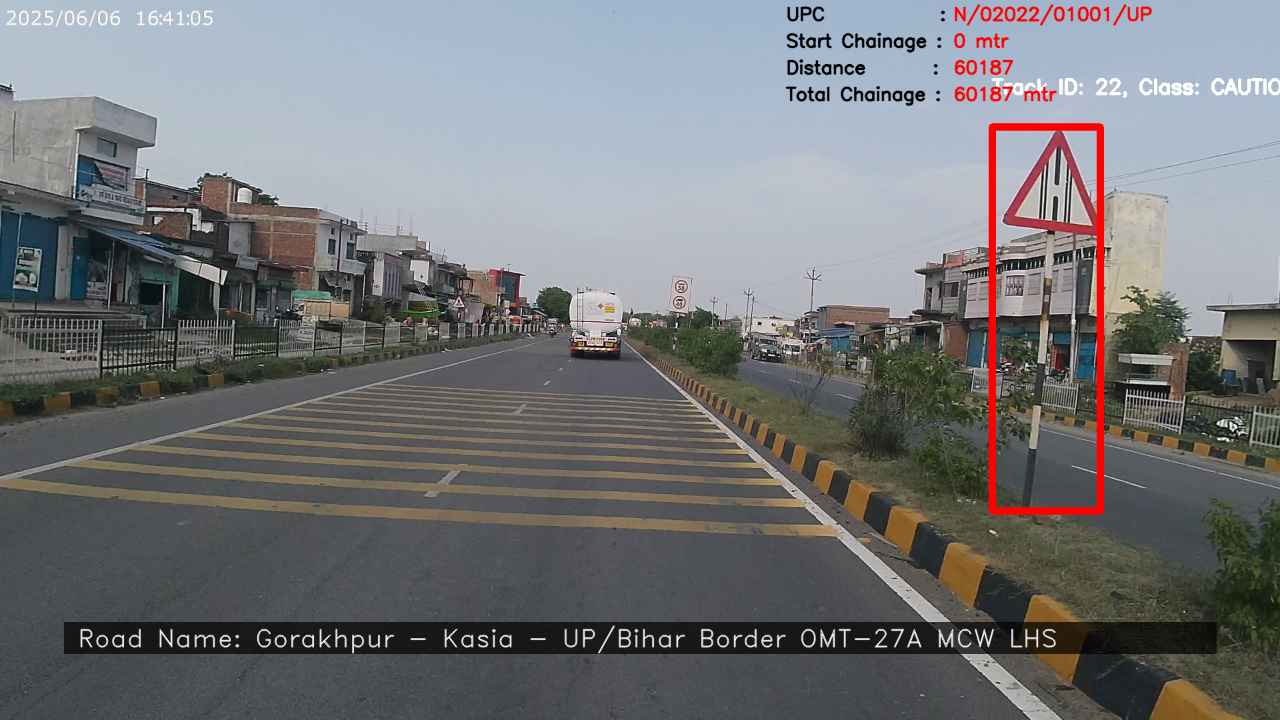 2025/06/06 16:41:05
UPC : N/02022/01001/UP
Start Chainage : 0 mtr
Distance : 60187
Track ID: 22, Class: CAUTIO
Total Chainage : 60187 mtr
Road Name: Gorakhpur - Kasia - UP/Bihar Border OMT-27A MCW LHS